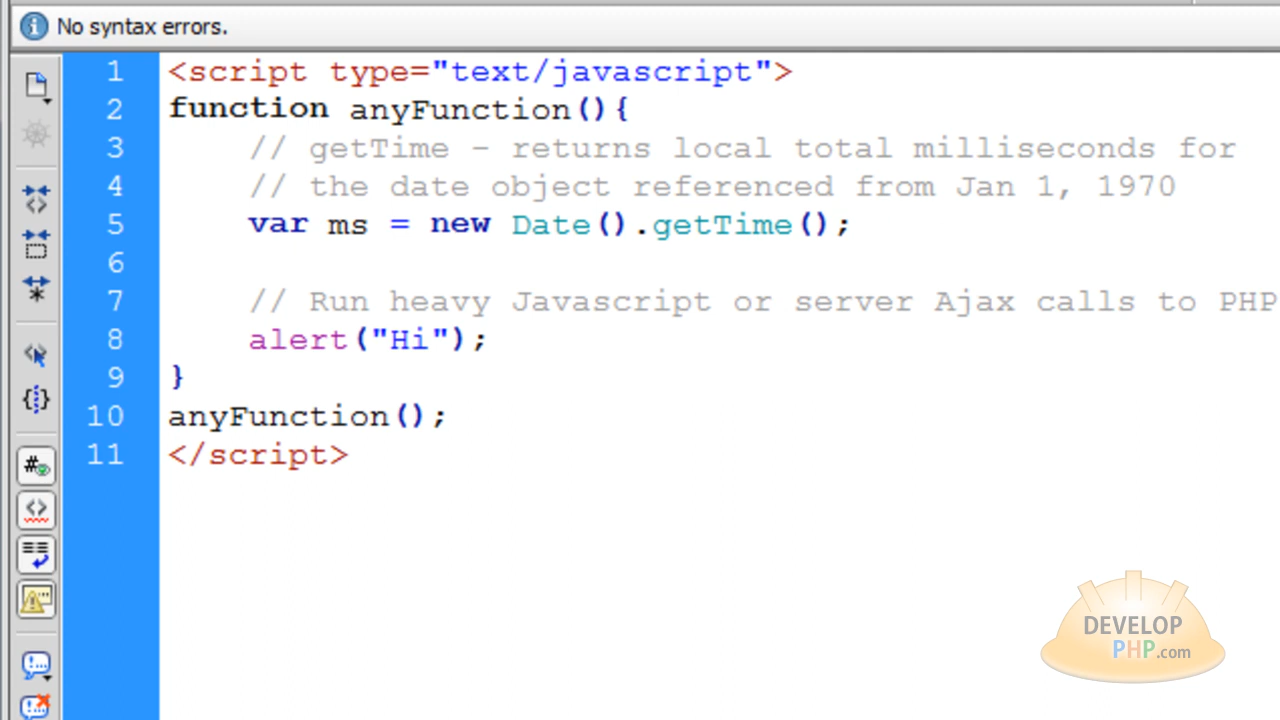 No syntax errors.
1 <script type="text/javascript">
2 function anyFunction(){
3 // getTime - returns local total milliseconds for
4 // the date object referenced from Jan 1, 1970
5 var ms = new Date().getTime();
6
7 // Run heavy Javascript or server Ajax calls to PHP
8 alert("Hi");
9 }
10 anyFunction();
11 </script>
DEVELOP
PHP.com